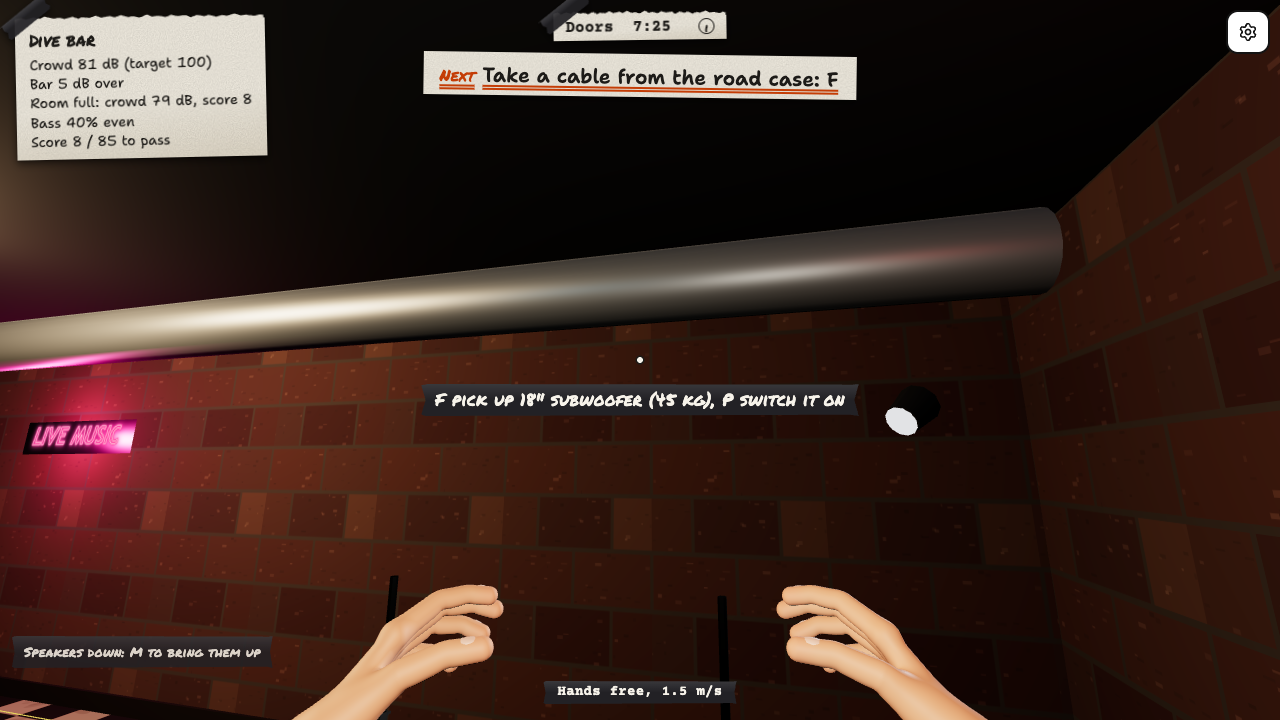 DIVE BAR
Crowd 81 dB (target 100)
Bar 5 dB over
Room full: crowd 79 dB, score 8
Bass 40% even
Score 8 / 85 to pass
Doors 7:25
NEXT Take a cable from the road case: F
F PICK UP 18" SUBWOOFER (45 KG), P SWITCH IT ON
LIVE MUSIC
SPEAKERS DOWN: M TO BRING THEM UP
Hands free, 1.5 m/s